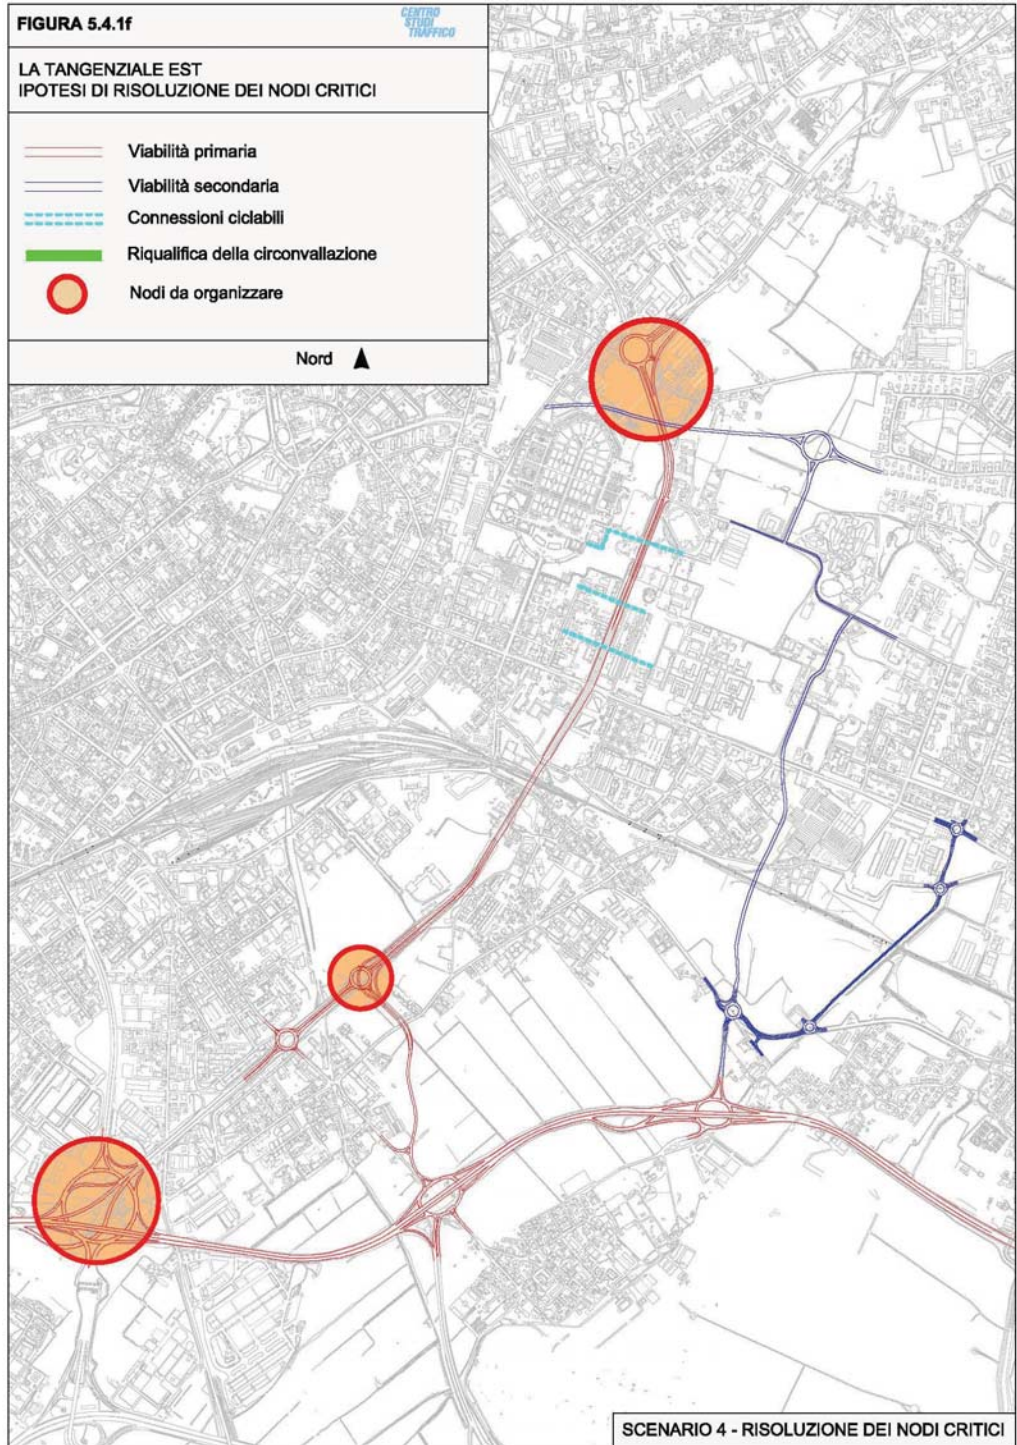 FIGURA 5.4.1f
CENTRO
STUDI
TRAFFICO
LA TANGENZIALE EST
IPOTESI DI RISOLUZIONE DEI NODI CRITICI
Viabilità primaria
Viabilità secondaria
Connessioni ciclabili
Riqualifica della circonvallazione
Nodi da organizzare
Nord
SCENARIO 4 - RISOLUZIONE DEI NODI CRITICI